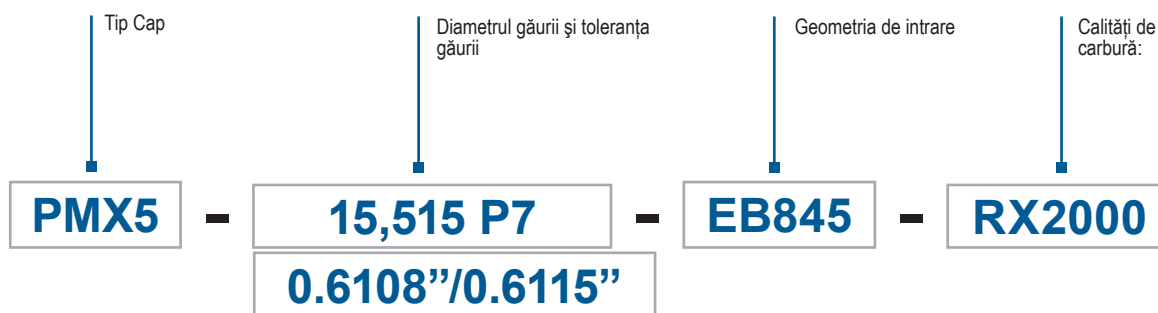 Tip Cap
Diametrul găurii şi toleranța
găurii
Geometria de intrare
Calități de
carbură:
PMX5 - 15,515 P7 - EB845 - RX2000
0.6108”/0.6115”